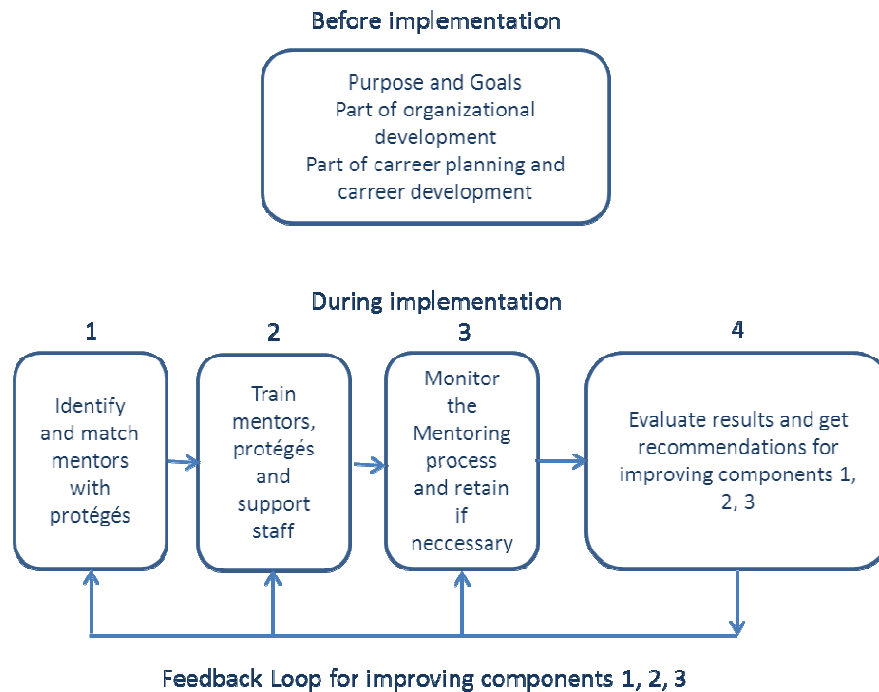 Before implementation
Purpose and Goals
Part of organizational
development
Part of carreer planning and
carreer development
During implementation
1
2
3
4
Identify
and match
mentors
with
protégés
Train
mentors,
protégés
and
support
staff
Monitor
the
Mentoring
process
and retain
if
neccessary
Evaluate results and get
recommendations for
improving components 1,
2, 3
Feedback Loop for improving components 1, 2, 3